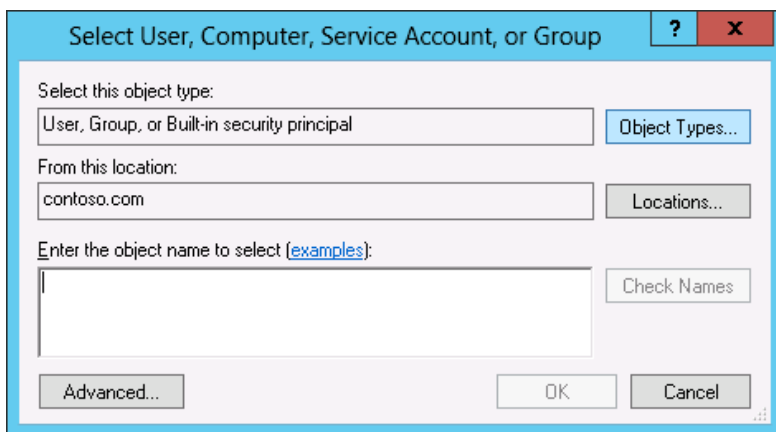 Select User, Computer, Service Account, or Group
? x
Select this object type:
User, Group, or Built-in security principal
Object Types...
From this location:
contoso.com
Locations...
Enter the object name to select (examples):
Check Names
Advanced...
OK
Cancel